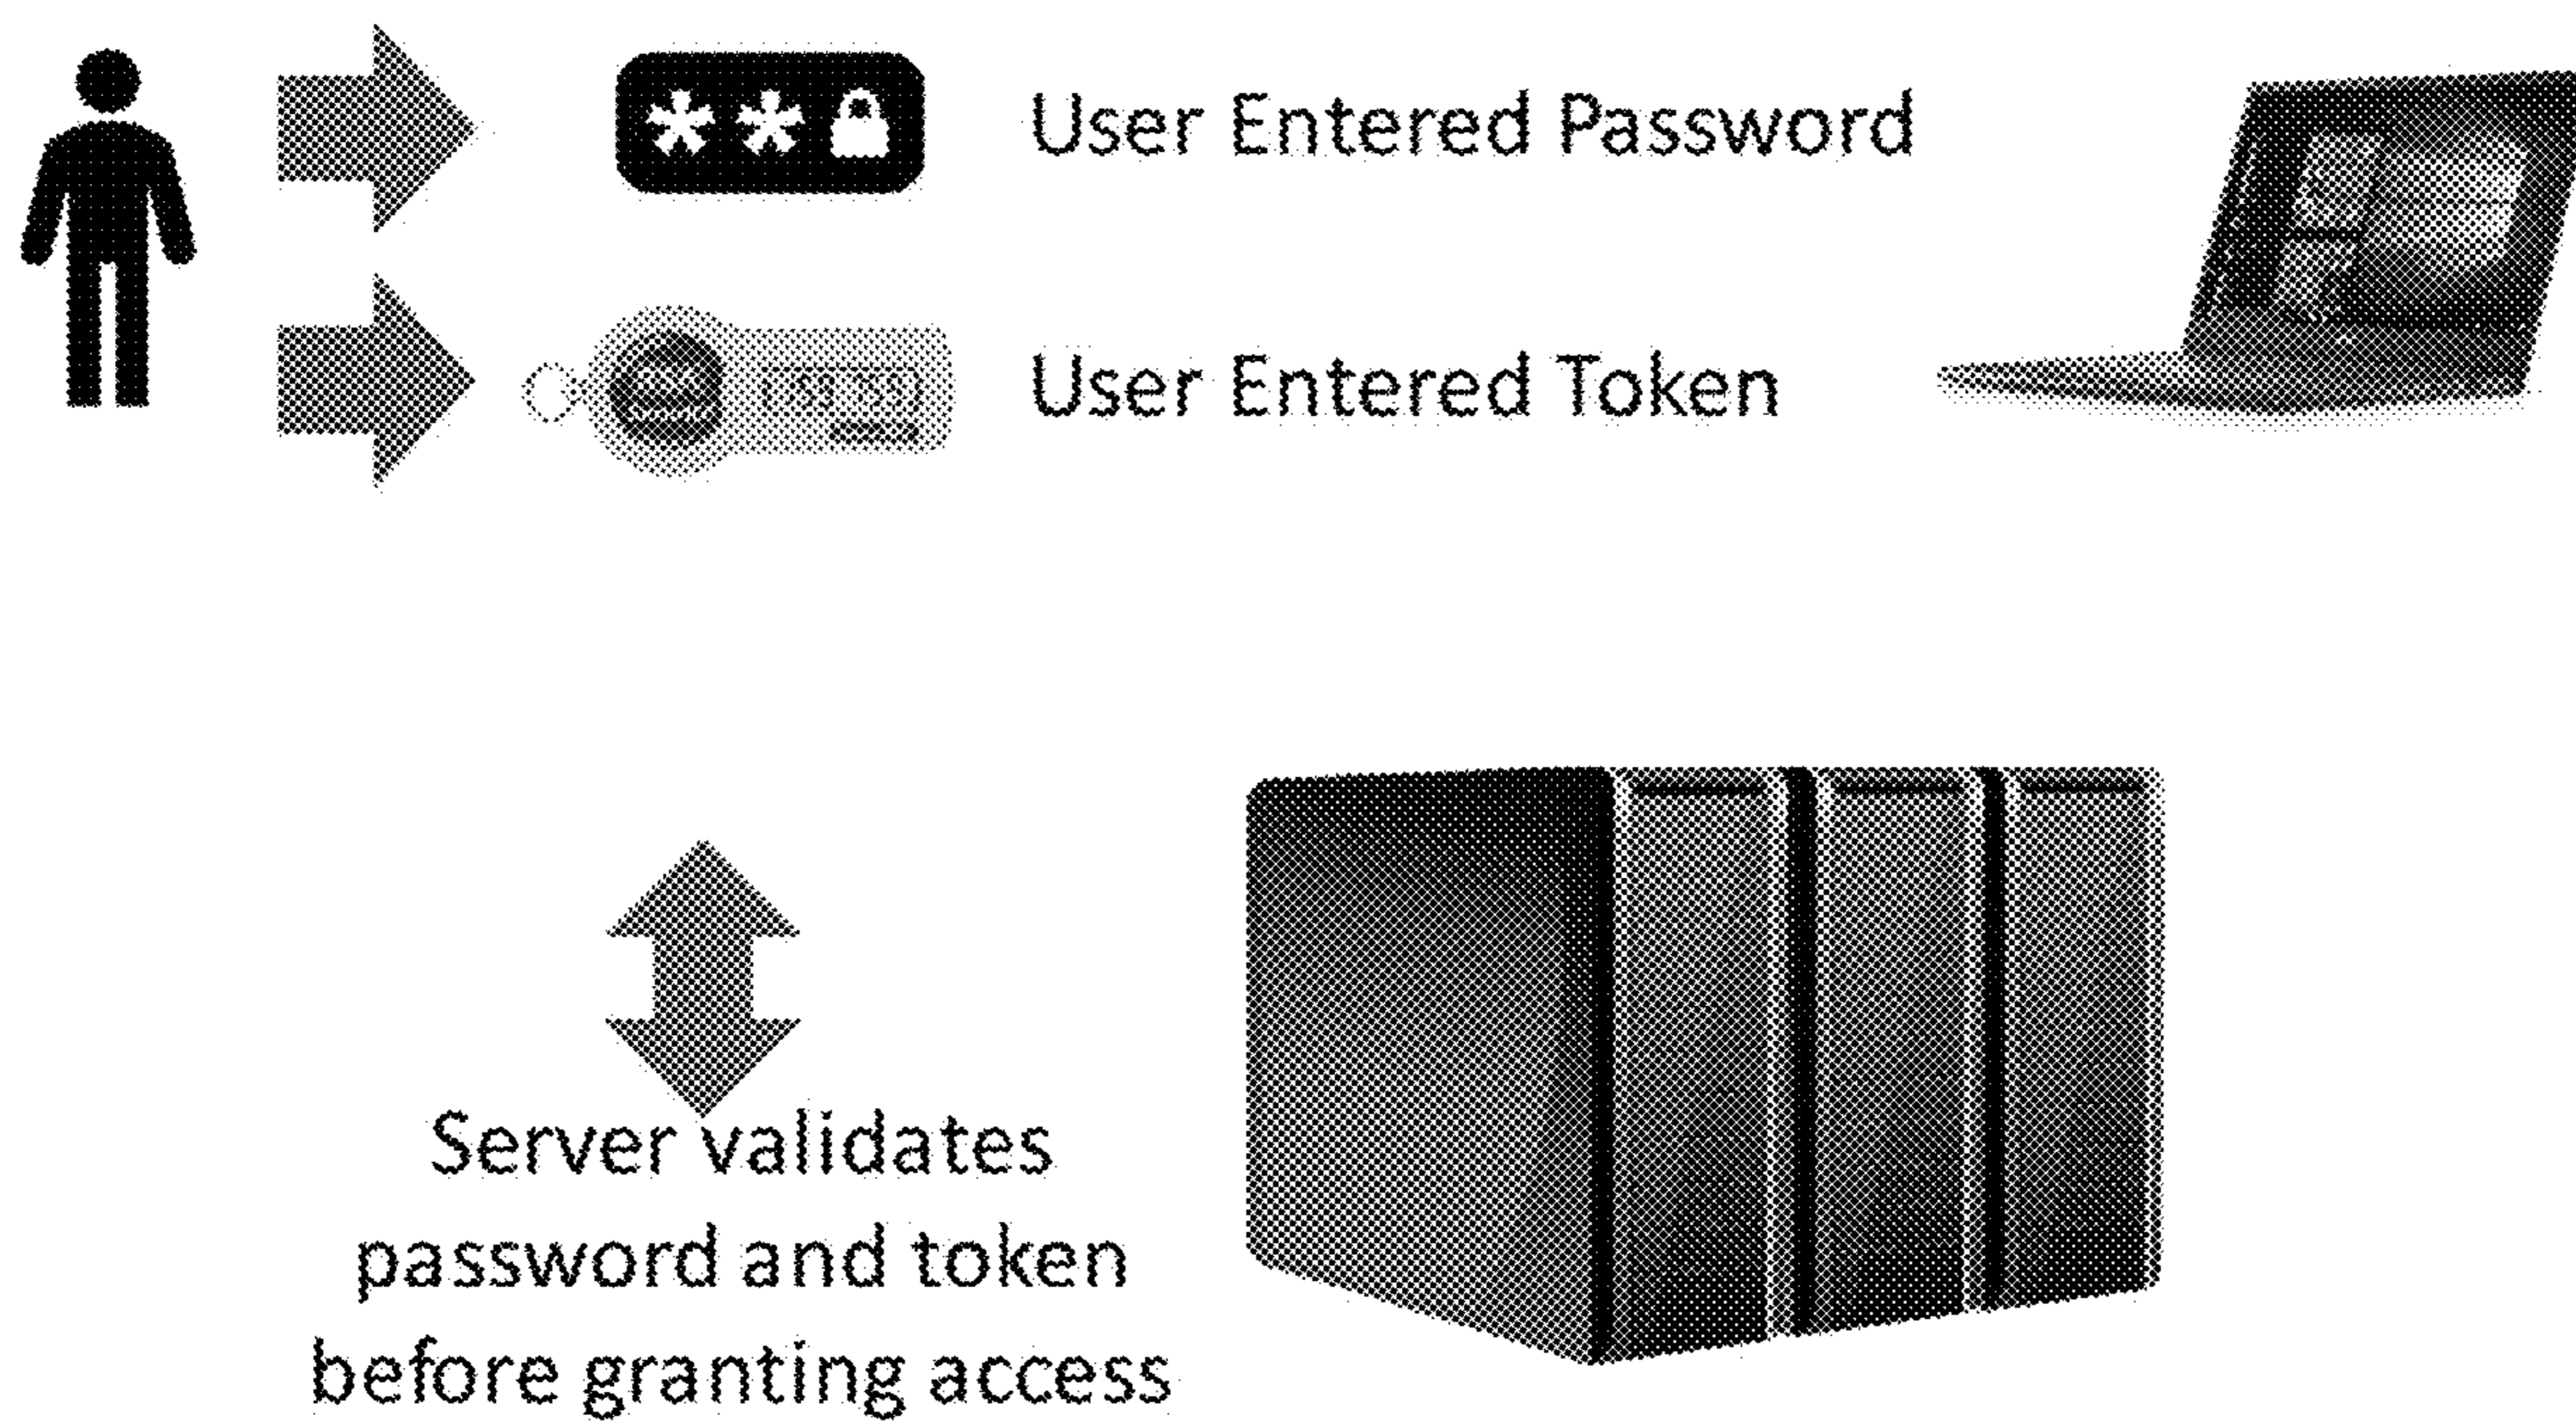 User Entered Password
User Entered Token
Server validates
password and token
before granting access